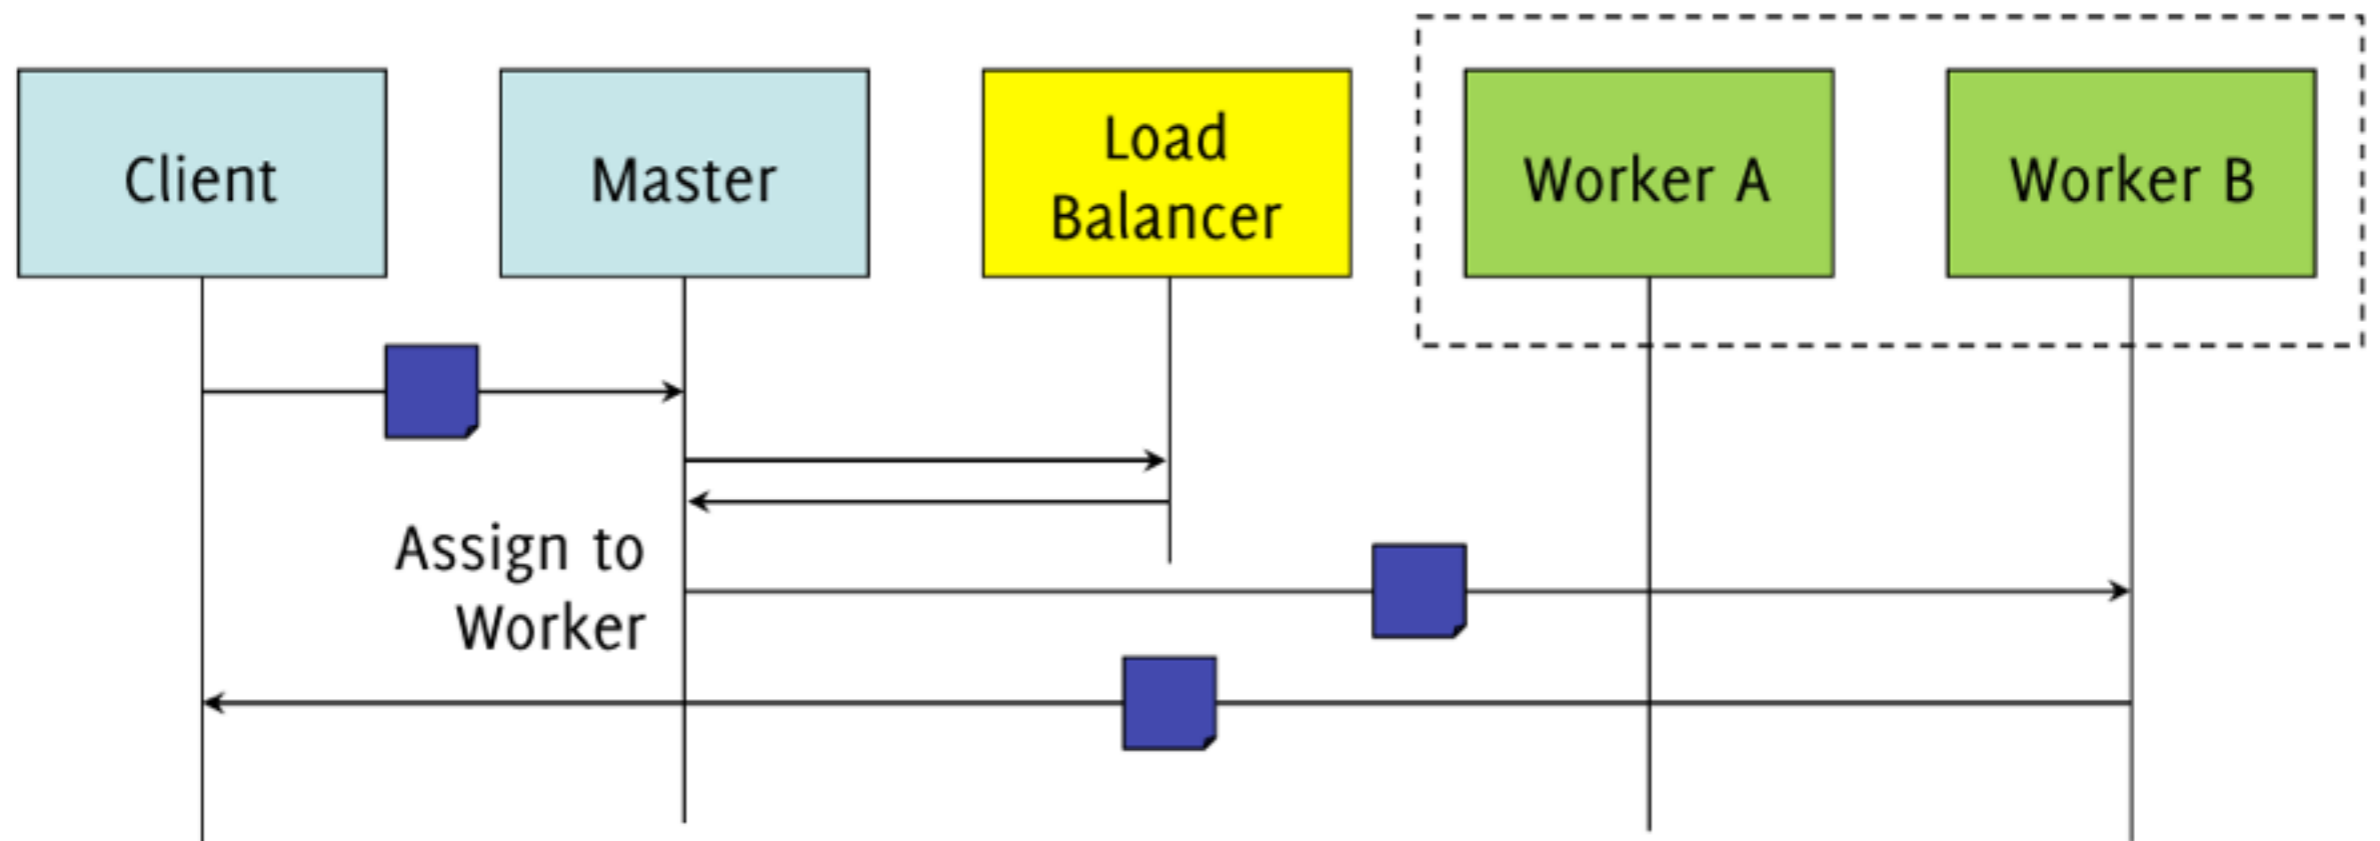 Client
Master
Load
Balancer
Worker A
Worker B
Assign to
Worker